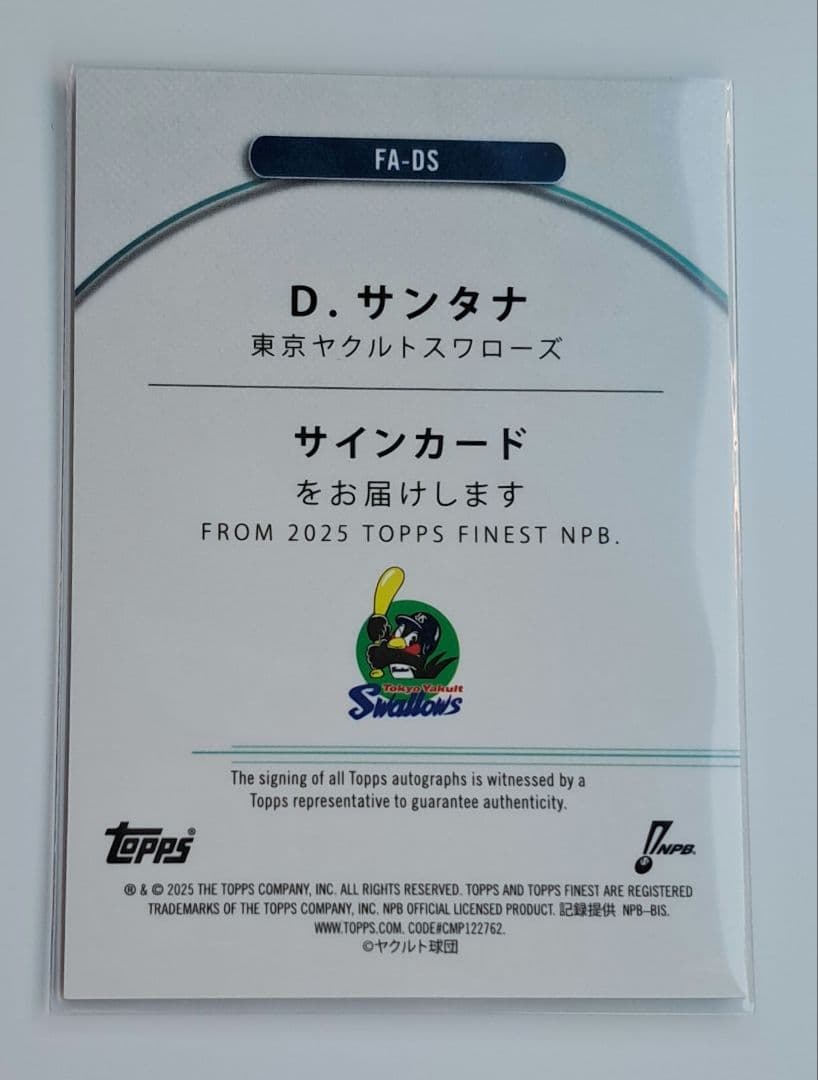 FA-DS
D. サンタナ
東京ヤクルトスワローズ
サインカード
をお届けします
FROM 2025 TOPPS FINEST NPB.
Tokyo Yakult
Swallows
The signing of all Topps autographs is witnessed by a
Topps representative to guarantee authenticity.
Topps®
NPB.
® & © 2025 THE TOPPS COMPANY, INC. ALL RIGHTS RESERVED. TOPPS AND TOPPS FINEST ARE REGISTERED
TRADEMARKS OF THE TOPPS COMPANY, INC. NPB OFFICIAL LICENSED PRODUCT. 記録提供 NPB–BIS.
WWW.TOPPS.COM. CODE#CMP122762.
©ヤクルト球団